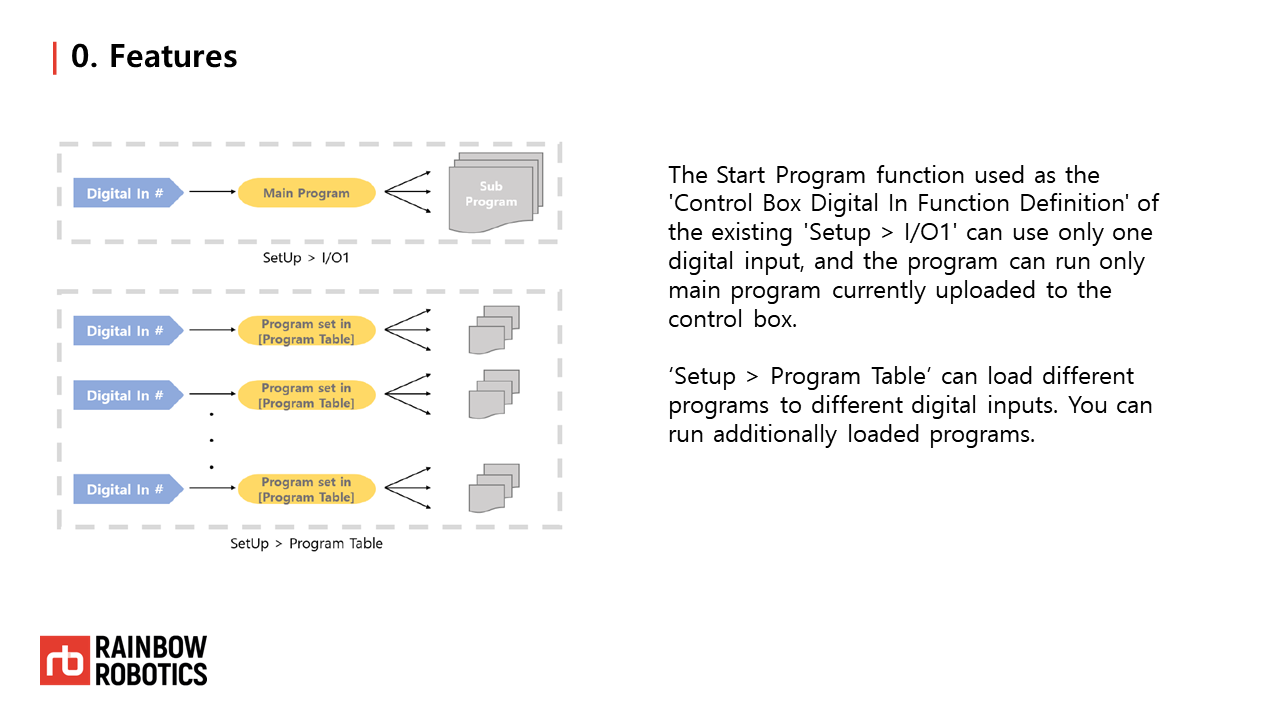 0. Features
Digital In #
Main Program
Sub
Program
SetUp > I/O1
Digital In #
Program set in
[Program Table]
Digital In #
Program set in
[Program Table]
Digital In #
Program set in
[Program Table]
SetUp > Program Table
The Start Program function used as the
'Control Box Digital In Function Definition' of
the existing 'Setup > I/O1' can use only one
digital input, and the program can run only
main program currently uploaded to the
control box.
‘Setup > Program Table’ can load different
programs to different digital inputs. You can
run additionally loaded programs.
rb
RAINBOW
ROBOTICS